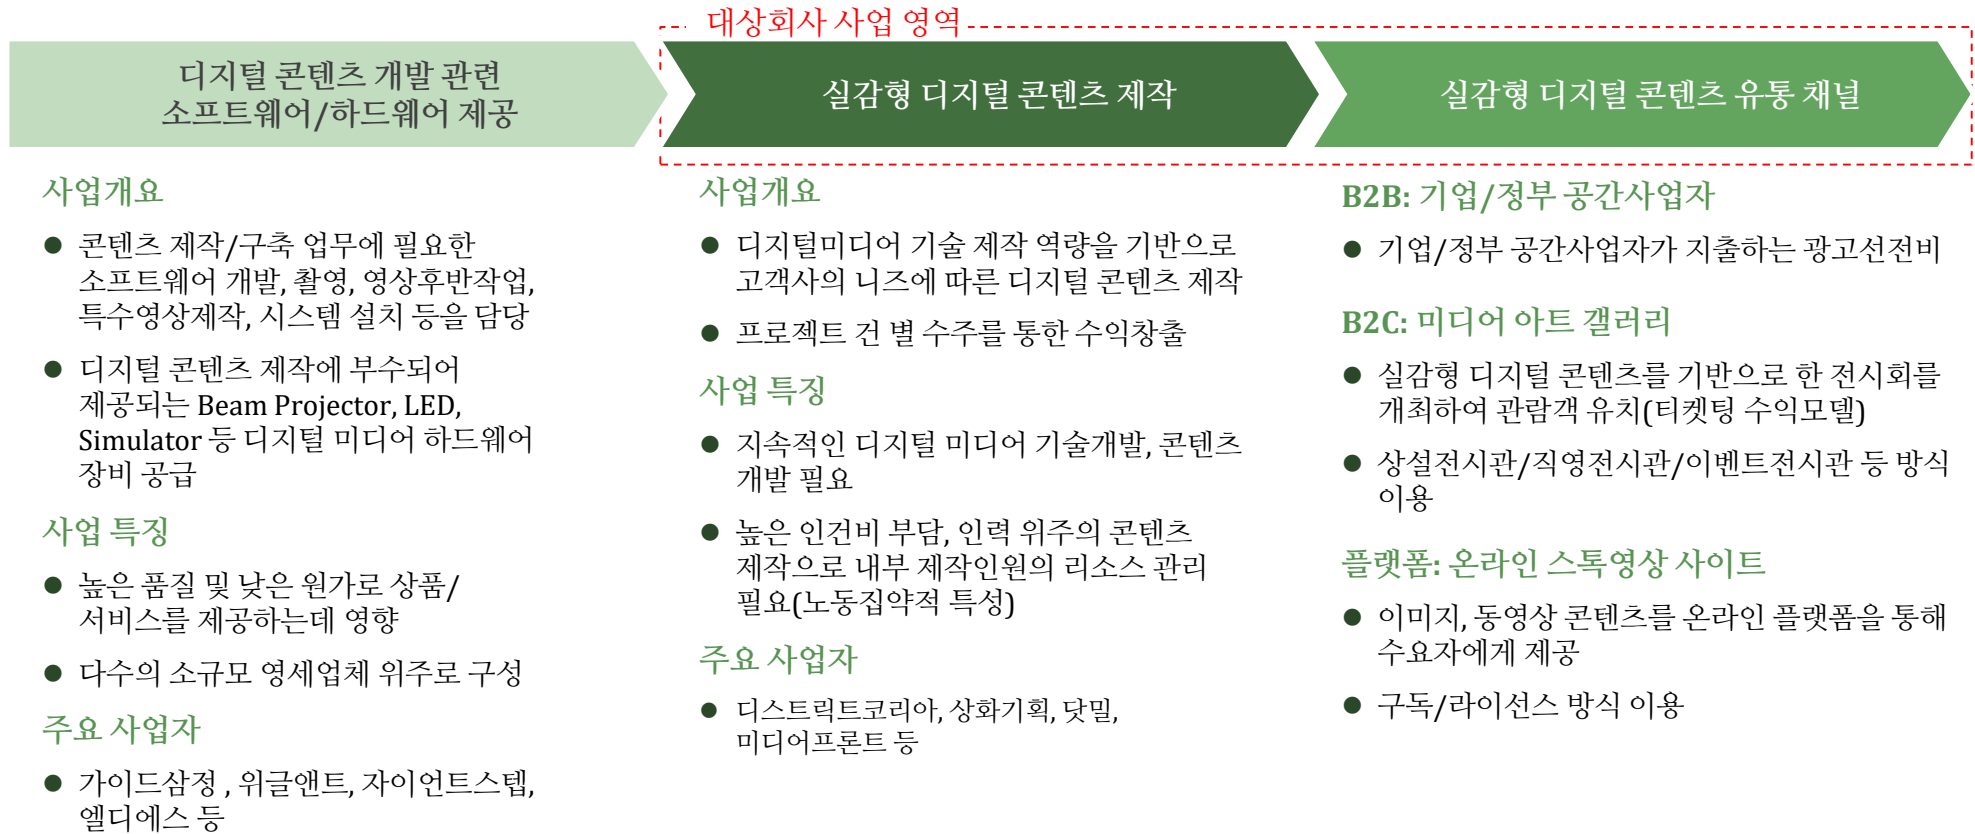 대상회사 사업 영역
디지털 콘텐츠 개발 관련
소프트웨어/하드웨어 제공
실감형 디지털 콘텐츠 제작
실감형 디지털 콘텐츠 유통 채널
사업개요
● 콘텐츠 제작/구축 업무에 필요한
소프트웨어 개발, 촬영, 영상후반작업,
특수영상제작, 시스템 설치 등을 담당
● 디지털 콘텐츠 제작에 부수되어
제공되는 Beam Projector, LED,
Simulator 등 디지털 미디어 하드웨어
장비 공급
사업 특징
● 높은 품질 및 낮은 원가로 상품/
서비스를 제공하는데 영향
● 다수의 소규모 영세업체 위주로 구성
주요 사업자
● 가이드삼정 , 위글앤트, 자이언트스텝,
엘디에스 등
사업개요
● 디지털미디어 기술 제작 역량을 기반으로
고객사의 니즈에 따른 디지털 콘텐츠 제작
● 프로젝트 건 별 수주를 통한 수익창출
사업 특징
● 지속적인 디지털 미디어 기술개발, 콘텐츠
개발 필요
● 높은 인건비 부담, 인력 위주의 콘텐츠
제작으로 내부 제작인원의 리소스 관리
필요(노동집약적 특성)
주요 사업자
● 디스트릭트코리아, 상화기획, 닷밀,
미디어프론트 등
B2B: 기업/정부 공간사업자
● 기업/정부 공간사업자가 지출하는 광고선전비
B2C: 미디어 아트 갤러리
● 실감형 디지털 콘텐츠를 기반으로 한 전시회를
개최하여 관람객 유치(티켓팅 수익모델)
● 상설전시관/직영전시관/이벤트전시관 등 방식
이용
플랫폼: 온라인 스톡영상 사이트
● 이미지, 동영상 콘텐츠를 온라인 플랫폼을 통해
수요자에게 제공
● 구독/라이선스 방식 이용